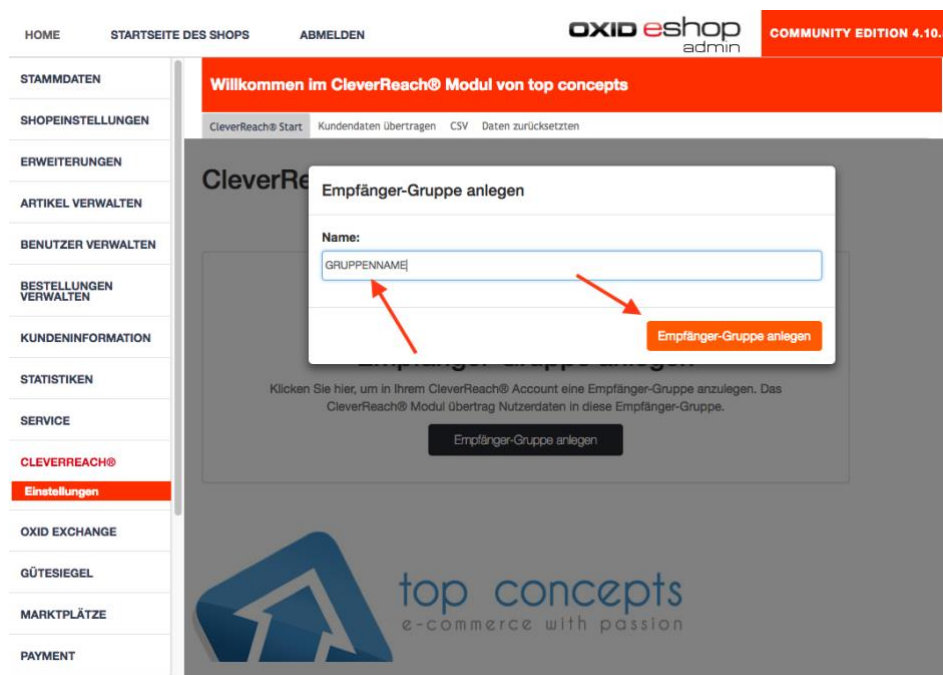 HOME STARTSEITE DES SHOPS ABMELDEN
OXID eshop
admin
COMMUNITY EDITION 4.10.
STAMMDATEN
SHOPEINSTELLUNGEN
ERWEITERUNGEN
ARTIKEL VERWALTEN
BENUTZER VERWALTEN
BESTELLUNGEN
VERWALTEN
KUNDENINFORMATION
STATISTIKEN
SERVICE
CLEVERREACH®
Einstellungen
OXID EXCHANGE
GÜTESIEGEL
MARKTPLÄTZE
PAYMENT
Willkommen im CleverReach® Modul von top concepts
CleverReach® Start Kundendaten übertragen CSV Daten zurücksetzten
CleverRe
Empfänger-Gruppe anlegen
Name:
GRUPPENNAME
Empfänger-Gruppe anlegen
Empfänger-Gruppe anlegen
Klicken Sie hier, um in Ihrem CleverReach® Account eine Empfänger-Gruppe anzulegen. Das
CleverReach® Modul übertrag Nutzerdaten in diese Empfänger-Gruppe.
Empfänger-Gruppe anlegen
top concepts
e-commerce with passion